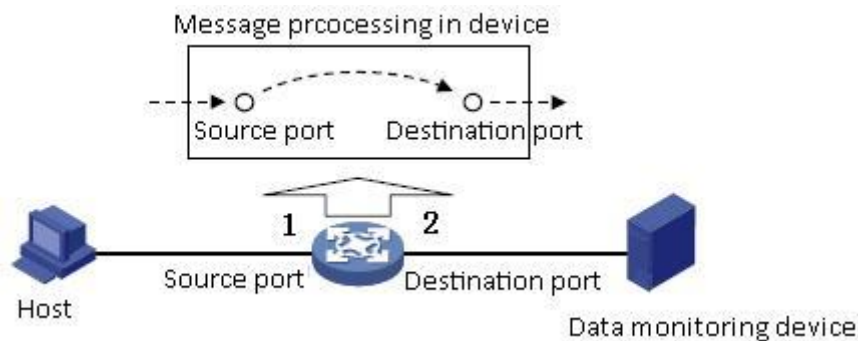 Message prcocessing in device
Source port
Destination port
1
2
Source port
Destination port
Host
Data monitoring device